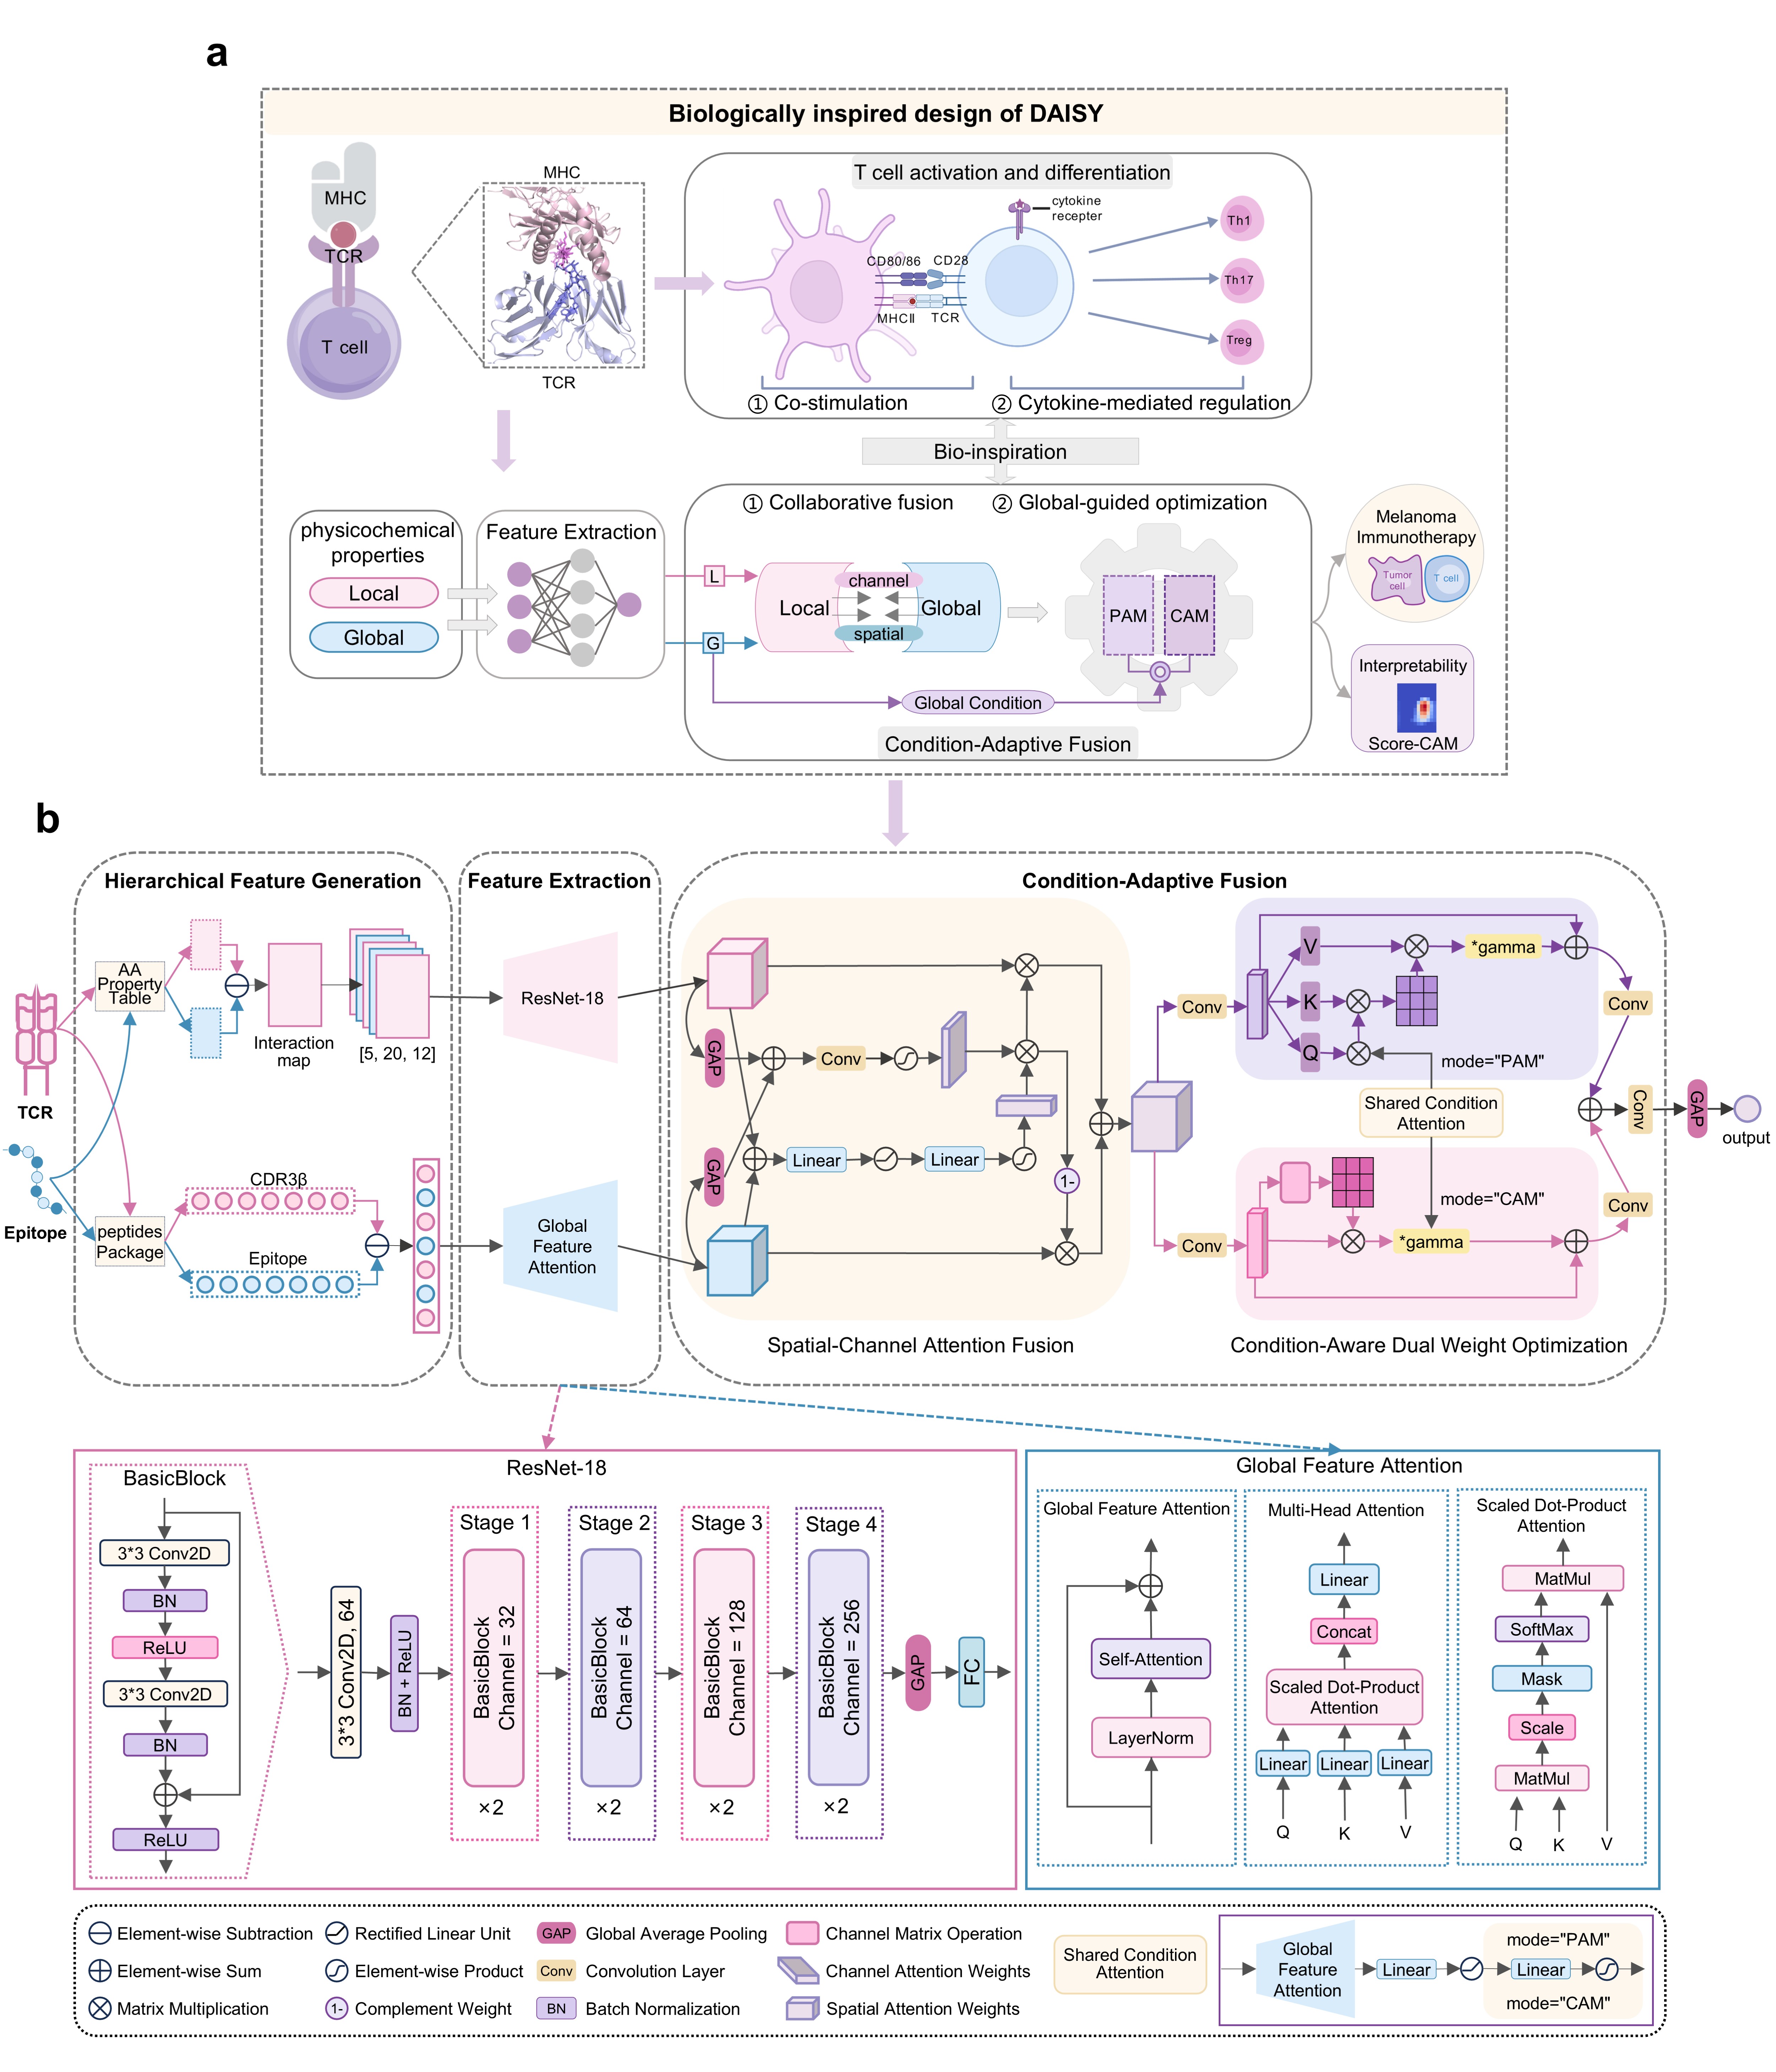 a
Biologically inspired design of DAISY
MHC
TCR
T cell
MHC
TCR
T cell activation and differentiation
cytokine
recepter
CD80/86
CD28
MHCⅡ
TCR
Th1
Th17
Treg
① Co-stimulation
② Cytokine-mediated regulation
Bio-inspiration
physicochemical
properties
Local
Global
Feature Extraction
① Collaborative fusion
② Global-guided optimization
L
G
Local
channel
spatial
Global
PAM
CAM
Global Condition
Condition-Adaptive Fusion
Melanoma
Immunotherapy
Tumor
cell
T cell
Interpretability
Score-CAM
b
Hierarchical Feature Generation
TCR
Epitope
AA
Property
Table
Interaction
map
[5, 20, 12]
peptides
Package
CDR3β
Epitope
Feature Extraction
ResNet-18
Global
Feature
Attention
Condition-Adaptive Fusion
GAP
Conv
GAP
Linear
Linear
1-
Spatial-Channel Attention Fusion
Conv
V
K
Q
*gamma
mode="PAM"
Conv
Shared Condition
Attention
Conv
mode="CAM"
*gamma
Conv
Conv
GAP
output
Condition-Aware Dual Weight Optimization
ResNet-18
BasicBlock
3*3 Conv2D
BN
ReLU
3*3 Conv2D
BN
ReLU
3*3 Conv2D, 64
BN + ReLU
Stage 1
BasicBlock
Channel = 32
×2
Stage 2
BasicBlock
Channel = 64
×2
Stage 3
BasicBlock
Channel = 128
×2
Stage 4
BasicBlock
Channel = 256
×2
GAP
FC
Global Feature Attention
Global Feature Attention
Self-Attention
LayerNorm
Multi-Head Attention
Linear
Concat
Scaled Dot-Product
Attention
Linear
Linear
Linear
Q
K
V
Scaled Dot-Product
Attention
MatMul
SoftMax
Mask
Scale
MatMul
Q
K
V
Element-wise Subtraction
Rectified Linear Unit
GAP Global Average Pooling
Channel Matrix Operation
Element-wise Sum
Element-wise Product
Conv Convolution Layer
Channel Attention Weights
Matrix Multiplication
1- Complement Weight
BN Batch Normalization
Spatial Attention Weights
Shared Condition
Attention
Global
Feature
Attention
Linear
mode="PAM"
Linear
mode="CAM"